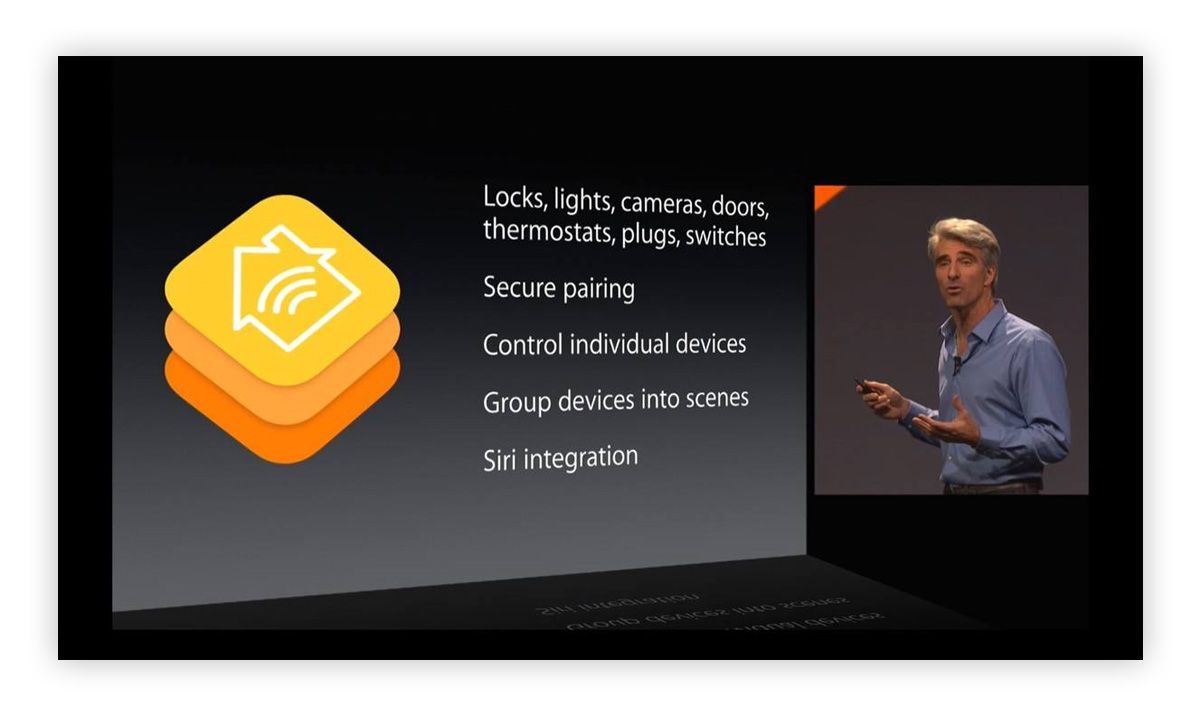 Locks, lights, cameras, doors,
thermostats, plugs, switches
Secure pairing
Control individual devices
Group devices into scenes
Siri integration